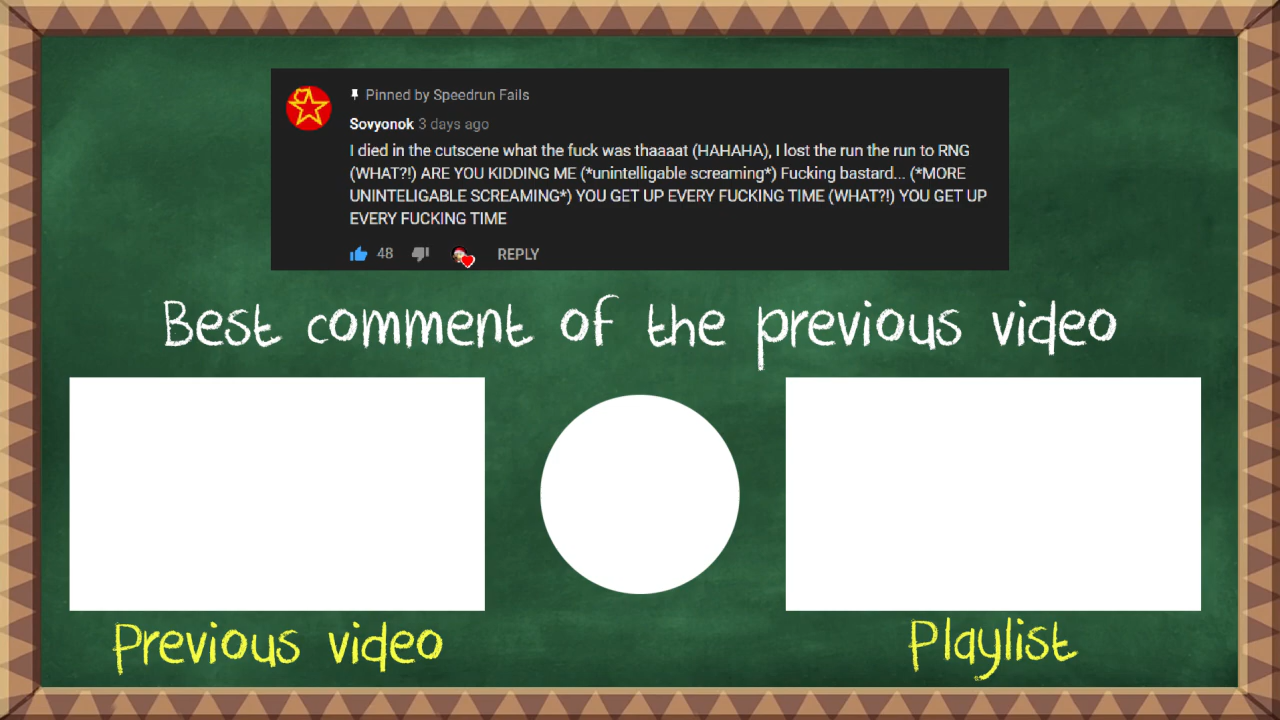 Pinned by Speedrun Fails
Sovyonok 3 days ago
I died in the cutscene what the fuck was thaaaat (HAHAHA), I lost the run the run to RNG
(WHAT?!) ARE YOU KIDDING ME (*unintelligable screaming*) Fucking bastard... (*MORE
UNINTELIGABLE SCREAMING*) YOU GET UP EVERY FUCKING TIME (WHAT?!) YOU GET UP
EVERY FUCKING TIME
48 REPLY
Best comment of the previous video
Previous video
Playlist